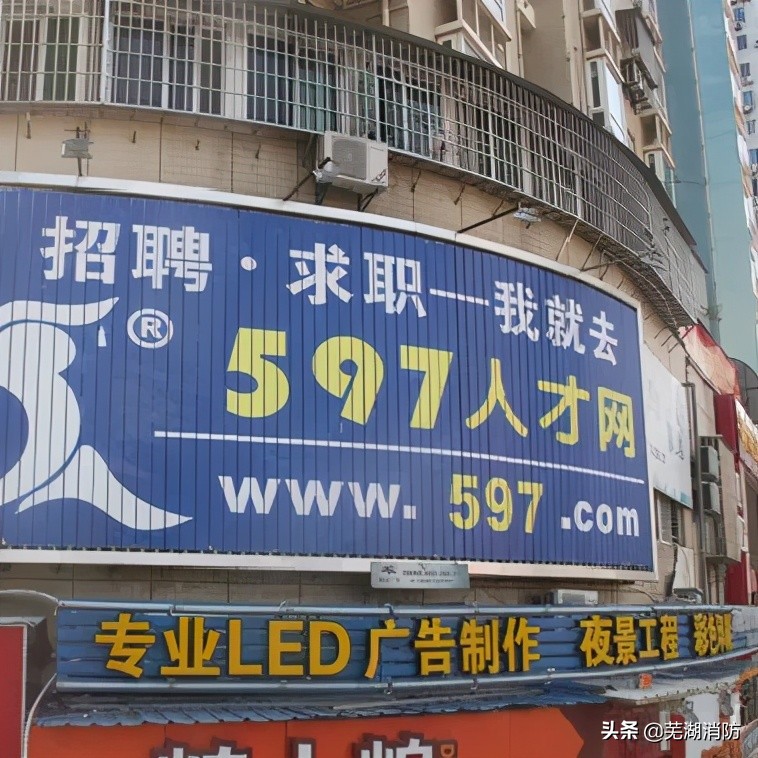 招聘·求职—我就去
®
597人才网
www.597.com
专业LED广告制作 夜景工程
头条 @芜湖消防